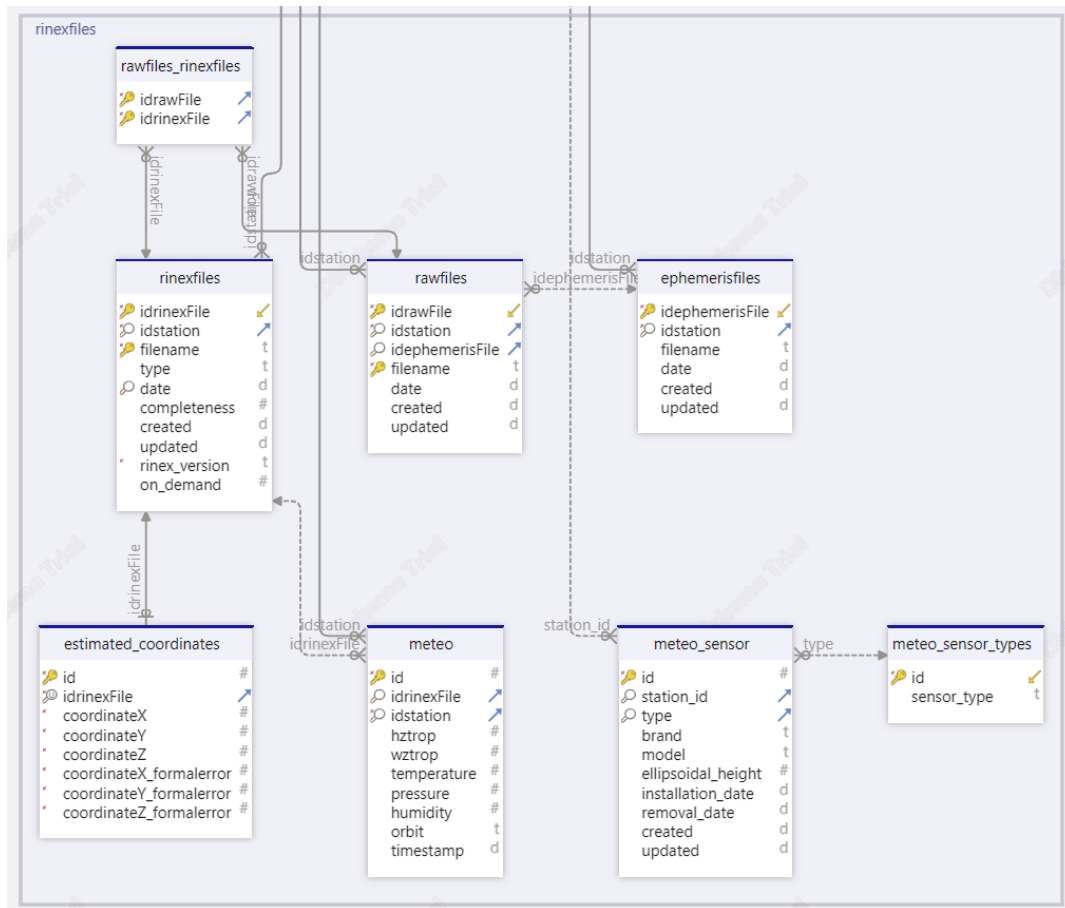 rinexfiles
rawfiles_rinexfiles
idrawFile
idrinexFile
idrinexFile
idrawFile
idstation
idstation
idstation
idephemerisFile
rinexfiles
idrinexFile
idstation
filename t
type t
date d
completeness #
created d
updated d
rinex_version t
on_demand #
rawfiles
idrawFile
idstation
idephemerisFile
filename t
date d
created d
updated d
ephemerisfiles
idephemerisFile
idstation
filename t
date d
created d
updated d
idrinexFile
idstation
idrinexFile
station_id
type
estimated_coordinates
id #
idrinexFile
coordinateX #
coordinateY #
coordinateZ #
coordinateX_formalerror #
coordinateY_formalerror #
coordinateZ_formalerror #
meteo
id #
idrinexFile
idstation
hztrop #
wztrop #
temperature #
pressure #
humidity #
orbit t
timestamp d
meteo_sensor
id #
station_id
type
brand t
model t
ellipsoidal_height #
installation_date d
removal_date d
created d
updated d
meteo_sensor_types
id
sensor_type t